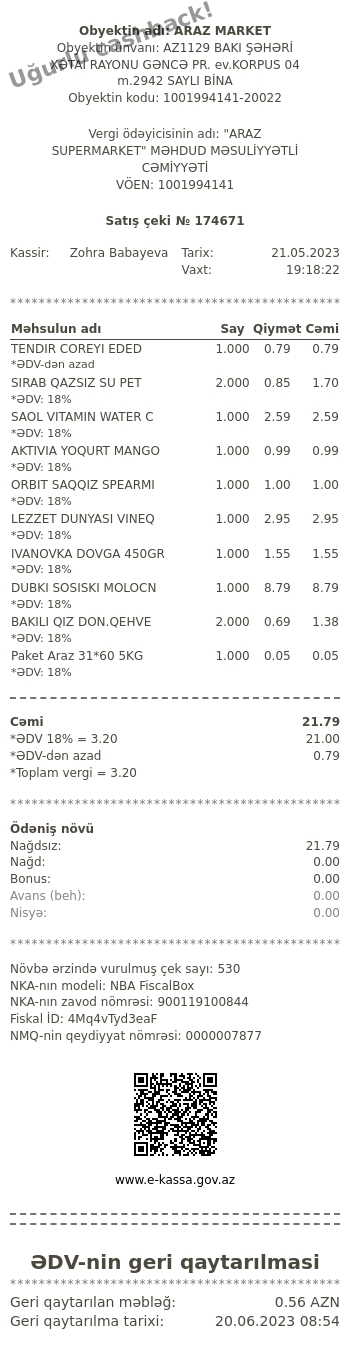 Uğurlu Cashback!
Obyektin adı: ARAZ MARKET
Obyektin ünvanı: AZ1129 BAKI ŞƏHƏRİ
XƏTAİ RAYONU GƏNCƏ PR. ev.KORPUS 04
m.2942 SAYLI BİNA
Obyektin kodu: 1001994141-20022
Vergi ödəyicisinin adı: "ARAZ
SUPERMARKET" MƏHDUD MƏSULİYYƏTLİ
CƏMİYYƏTİ
VÖEN: 1001994141
Satış çeki № 174671
Kassir: Zohra Babayeva Tarix: 21.05.2023
Vaxt: 19:18:22
***********************************************
Məhsulun adı Say Qiymət Cəmi
TENDIR COREYI EDED 1.000 0.79 0.79
*ƏDV-dən azad
SIRAB QAZSIZ SU PET 2.000 0.85 1.70
*ƏDV: 18%
SAOL VITAMIN WATER C 1.000 2.59 2.59
*ƏDV: 18%
AKTIVIA YOQURT MANGO 1.000 0.99 0.99
*ƏDV: 18%
ORBIT SAQQIZ SPEARMI 1.000 1.00 1.00
*ƏDV: 18%
LEZZET DUNYASI VINEQ 1.000 2.95 2.95
*ƏDV: 18%
IVANOVKA DOVGA 450GR 1.000 1.55 1.55
*ƏDV: 18%
DUBKI SOSISKI MOLOCN 1.000 8.79 8.79
*ƏDV: 18%
BAKILI QIZ DON.QEHVE 2.000 0.69 1.38
*ƏDV: 18%
Paket Araz 31*60 5KG 1.000 0.05 0.05
*ƏDV: 18%
Cəmi 21.79
*ƏDV 18% = 3.20 21.00
*ƏDV-dən azad 0.79
*Toplam vergi = 3.20
***********************************************
Ödəniş növü
Nağdsız: 21.79
Nağd: 0.00
Bonus: 0.00
Avans (beh): 0.00
Nisyə: 0.00
***********************************************
Növbə ərzində vurulmuş çek sayı: 530
NKA-nın modeli: NBA FiscalBox
NKA-nın zavod nömrəsi: 900119100844
Fiskal İD: 4Mq4vTyd3eaF
NMQ-nin qeydiyyat nömrəsi: 0000007877
www.e-kassa.gov.az
ƏDV-nin geri qaytarılması
***********************************************
Geri qaytarılan məbləğ: 0.56 AZN
Geri qaytarılma tarixi: 20.06.2023 08:54